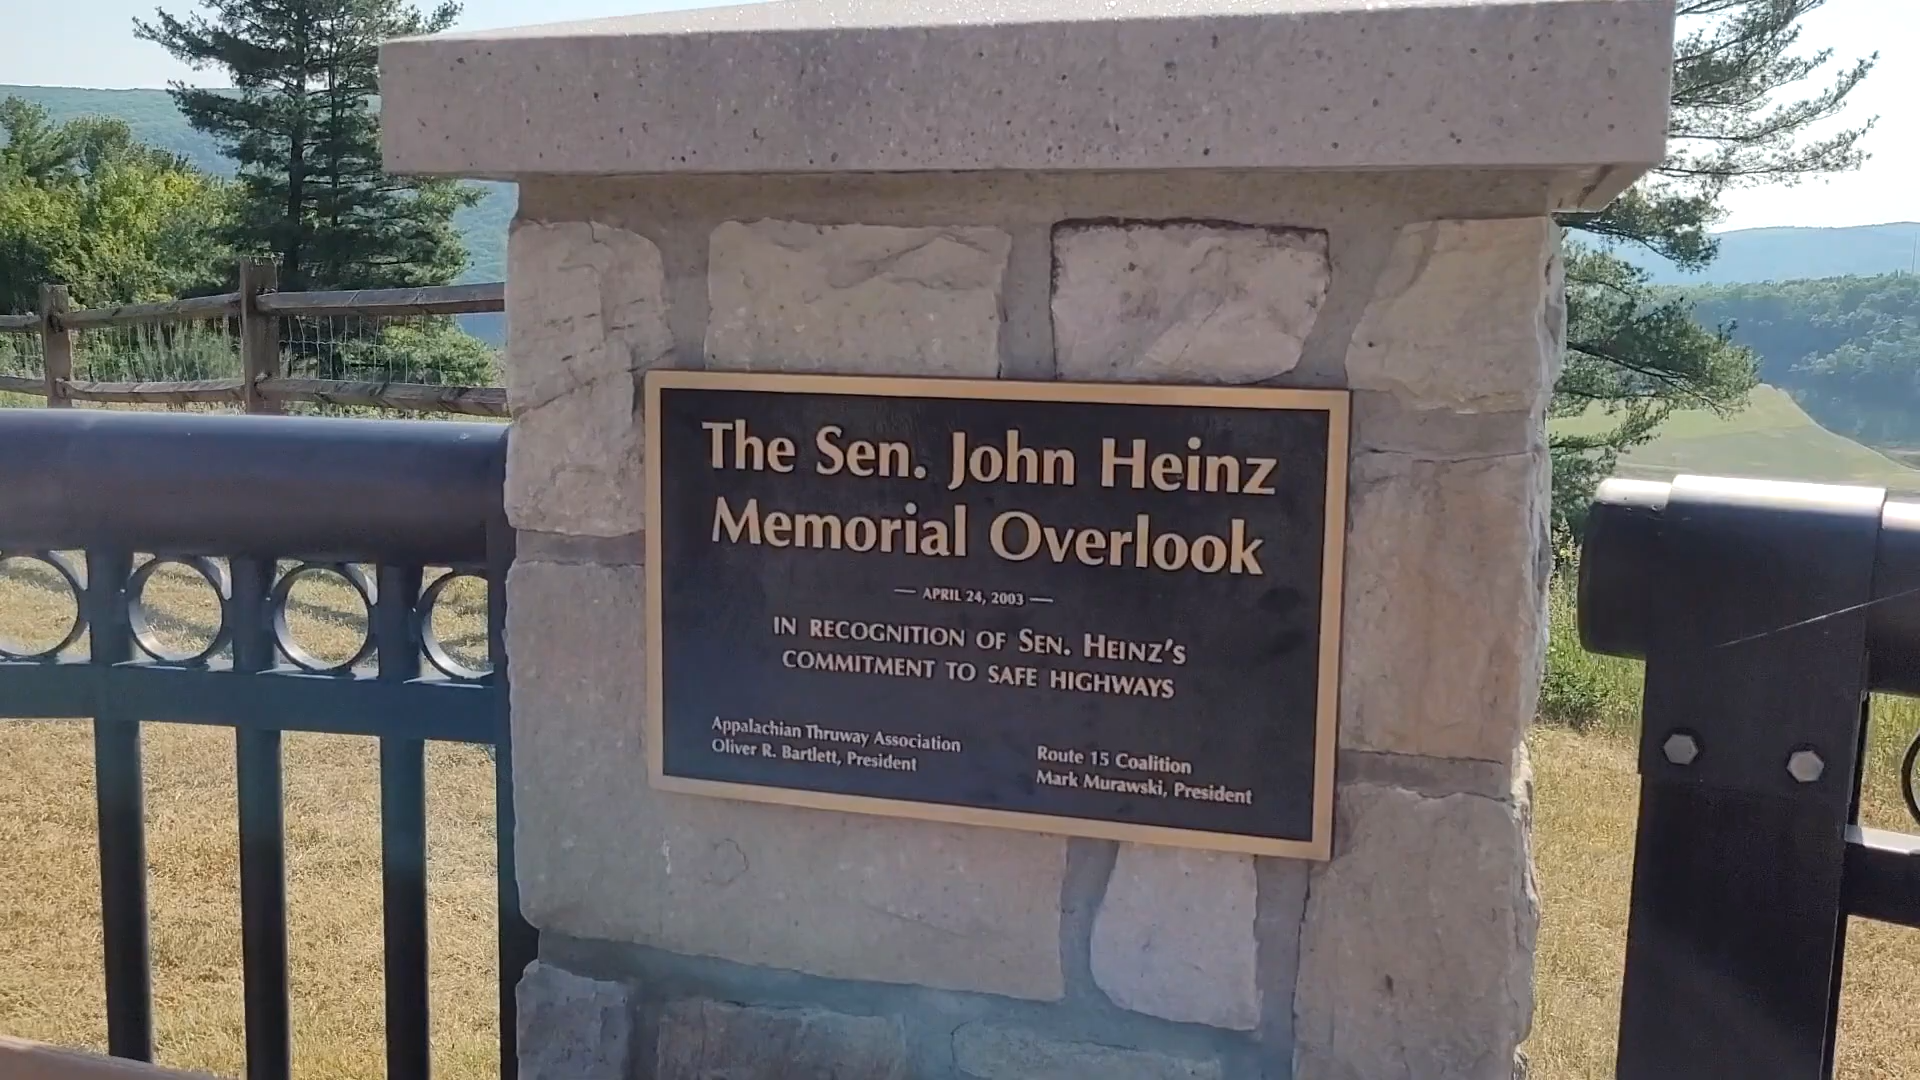 The Sen. John Heinz
Memorial Overlook
— APRIL 24, 2003 —
IN RECOGNITION OF SEN. HEINZ'S
COMMITMENT TO SAFE HIGHWAYS
Appalachian Thruway Association
Oliver R. Bartlett, President
Route 15 Coalition
Mark Murawski, President